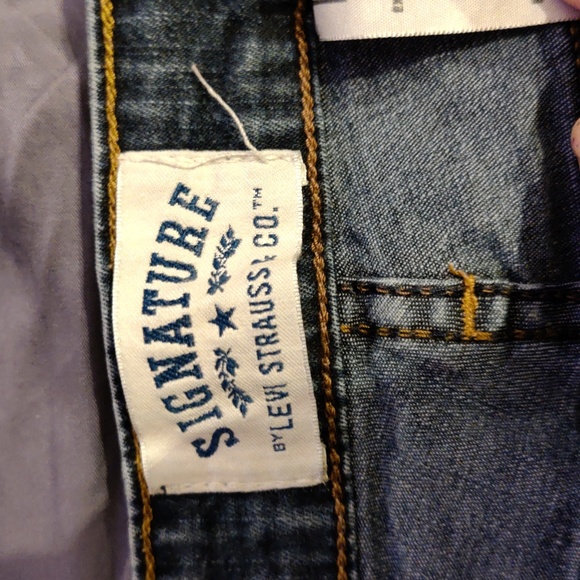 SIGNATURE
BY LEVI STRAUSS & CO.™